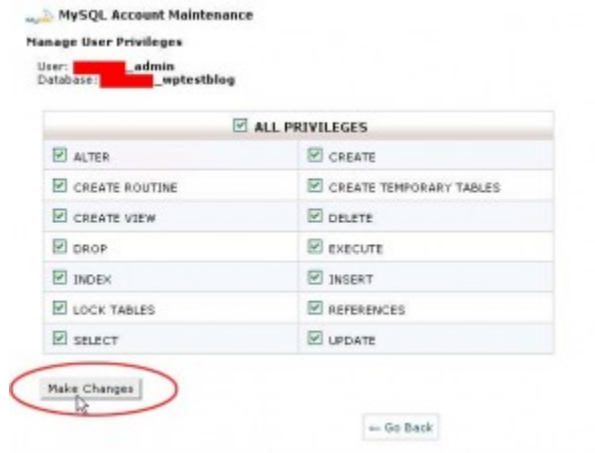 MySQL Account Maintenance
Manage User Privileges
User: _admin
Database: _wptestblog
ALL PRIVILEGES
ALTER CREATE
CREATE ROUTINE CREATE TEMPORARY TABLES
CREATE VIEW DELETE
DROP EXECUTE
INDEX INSERT
LOCK TABLES REFERENCES
SELECT UPDATE
Make Changes
← Go Back